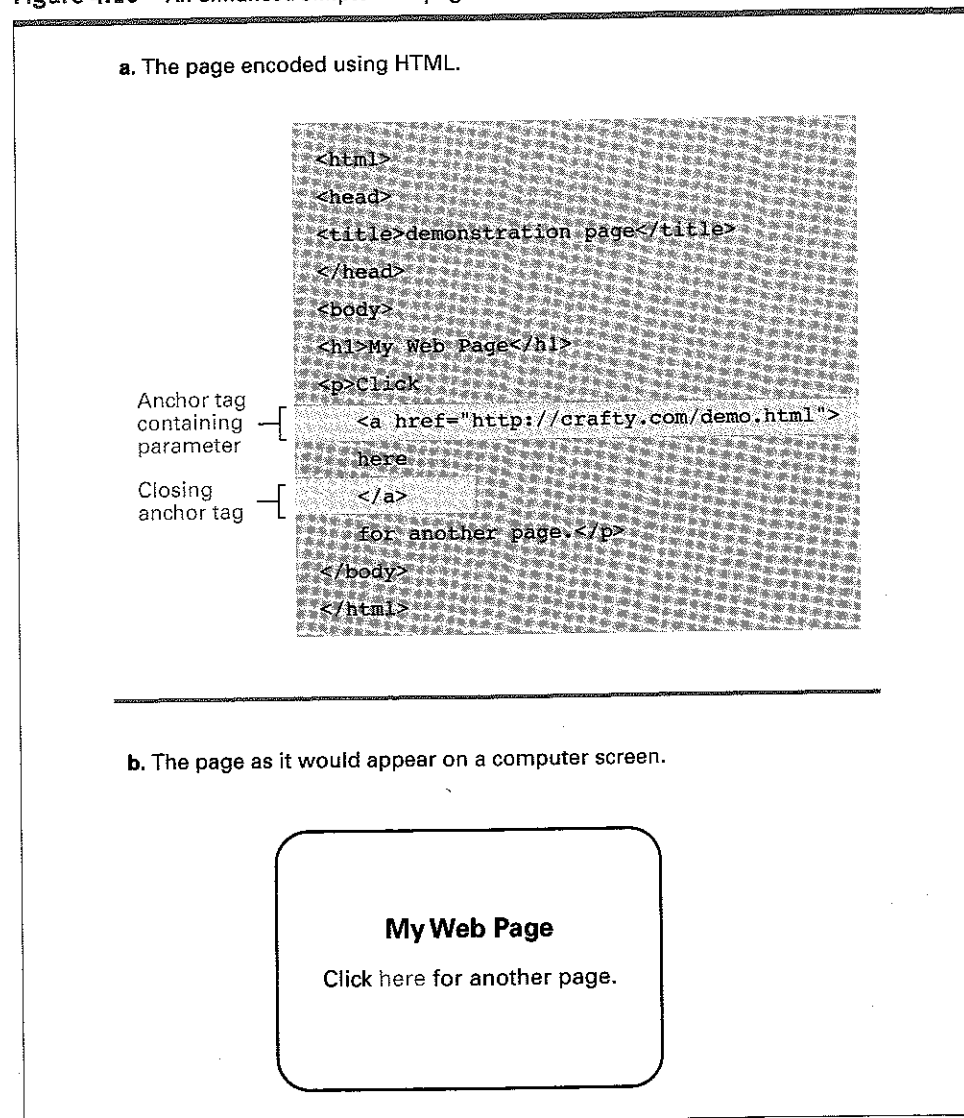 a. The page encoded using HTML.
<html>
<head>
<title>demonstration page</title>
</head>
<body>
<h1>My Web Page</h1>
<p>Click
Anchor tag
containing
parameter
<a href="http://crafty.com/demo.html">
here
Closing
anchor tag
</a>
for another page.</p>
</body>
</html>
b. The page as it would appear on a computer screen.
My Web Page
Click here for another page.